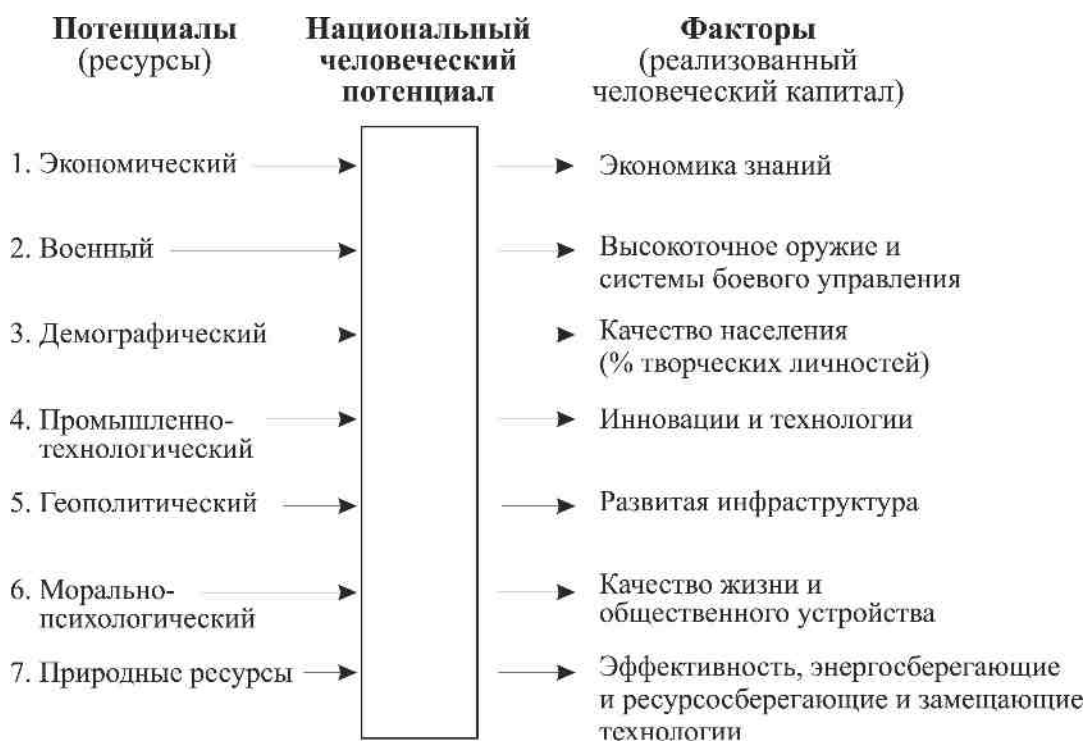 Потенциалы
(ресурсы)
Национальный
человеческий
потенциал
Факторы
(реализованный
человеческий капитал)
1. Экономический
Экономика знаний
2. Военный
Высокоточное оружие и
системы боевого управления
3. Демографический
Качество населения
(% творческих личностей)
4. Промышленно-
технологический
Инновации и технологии
5. Геополитический
Развитая инфраструктура
6. Морально-
психологический
Качество жизни и
общественного устройства
7. Природные ресурсы
Эффективность, энергосберегающие
и ресурсосберегающие и замещающие
технологии